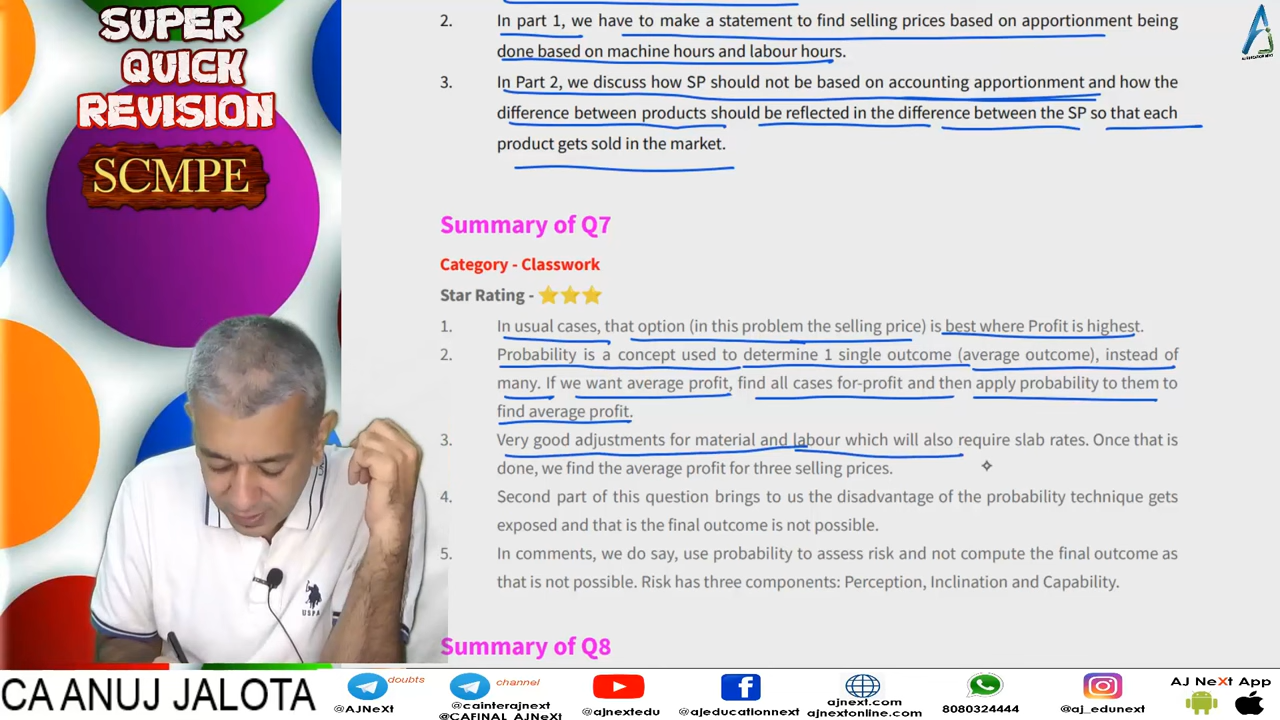 SUPER
QUICK
REVISION
SCMPE
2. In part 1, we have to make a statement to find selling prices based on apportionment being
done based on machine hours and labour hours.
3. In Part 2, we discuss how SP should not be based on accounting apportionment and how the
difference between products should be reflected in the difference between the SP so that each
product gets sold in the market.
Summary of Q7
Category - Classwork
Star Rating - ⭐⭐⭐
1. In usual cases, that option (in this problem the selling price) is best where Profit is highest.
2. Probability is a concept used to determine 1 single outcome (average outcome), instead of
many. If we want average profit, find all cases for-profit and then apply probability to them to
find average profit.
3. Very good adjustments for material and labour which will also require slab rates. Once that is
done, we find the average profit for three selling prices.
4. Second part of this question brings to us the disadvantage of the probability technique gets
exposed and that is the final outcome is not possible.
5. In comments, we do say, use probability to assess risk and not compute the final outcome as
that is not possible. Risk has three components: Perception, Inclination and Capability.
Summary of Q8
CA ANUJ JALOTA
doubts
@AJNeXt
channel
@cainterajnext
@CAFINAL_AJNeXt
@ajnextedu
@ajeducationnext
ajnext.com
ajnextonline.com
8080324444
@aj_edunext
AJ NeXt App